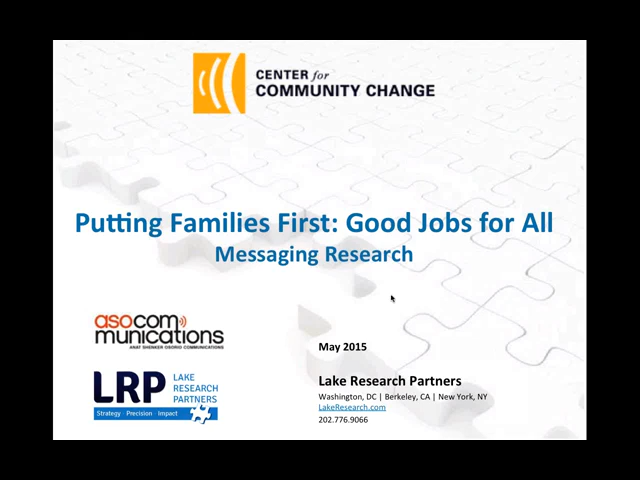 CENTER for
COMMUNITY CHANGE
Putting Families First: Good Jobs for All
Messaging Research
asocom
munications
ANAT SHENKER OSORIO COMMUNICATIONS
May 2015
LRP
LAKE
RESEARCH
PARTNERS
Strategy Precision Impact
Lake Research Partners
Washington, DC | Berkeley, CA | New York, NY
LakeResearch.com
202.776.9066